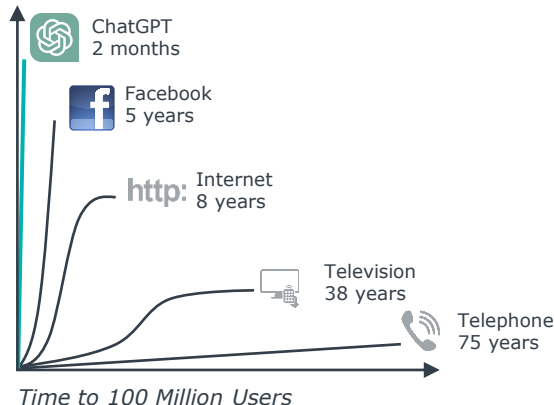 ChatGPT
2 months
f
Facebook
5 years
http:
Internet
8 years
Television
38 years
Telephone
75 years
Time to 100 Million Users